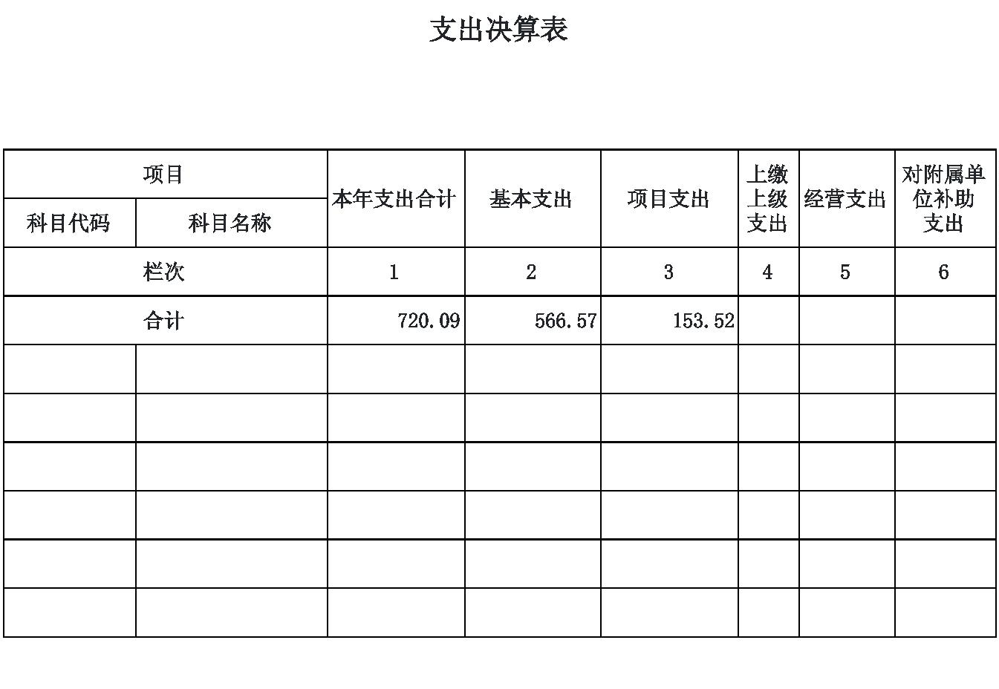 支出决算表
项目
本年支出合计
基本支出
项目支出
上缴
上级
支出
经营支出
对附属单
位补助
支出
科目代码
科目名称
栏次
1
2
3
4
5
6
合计
720.09
566.57
153.52